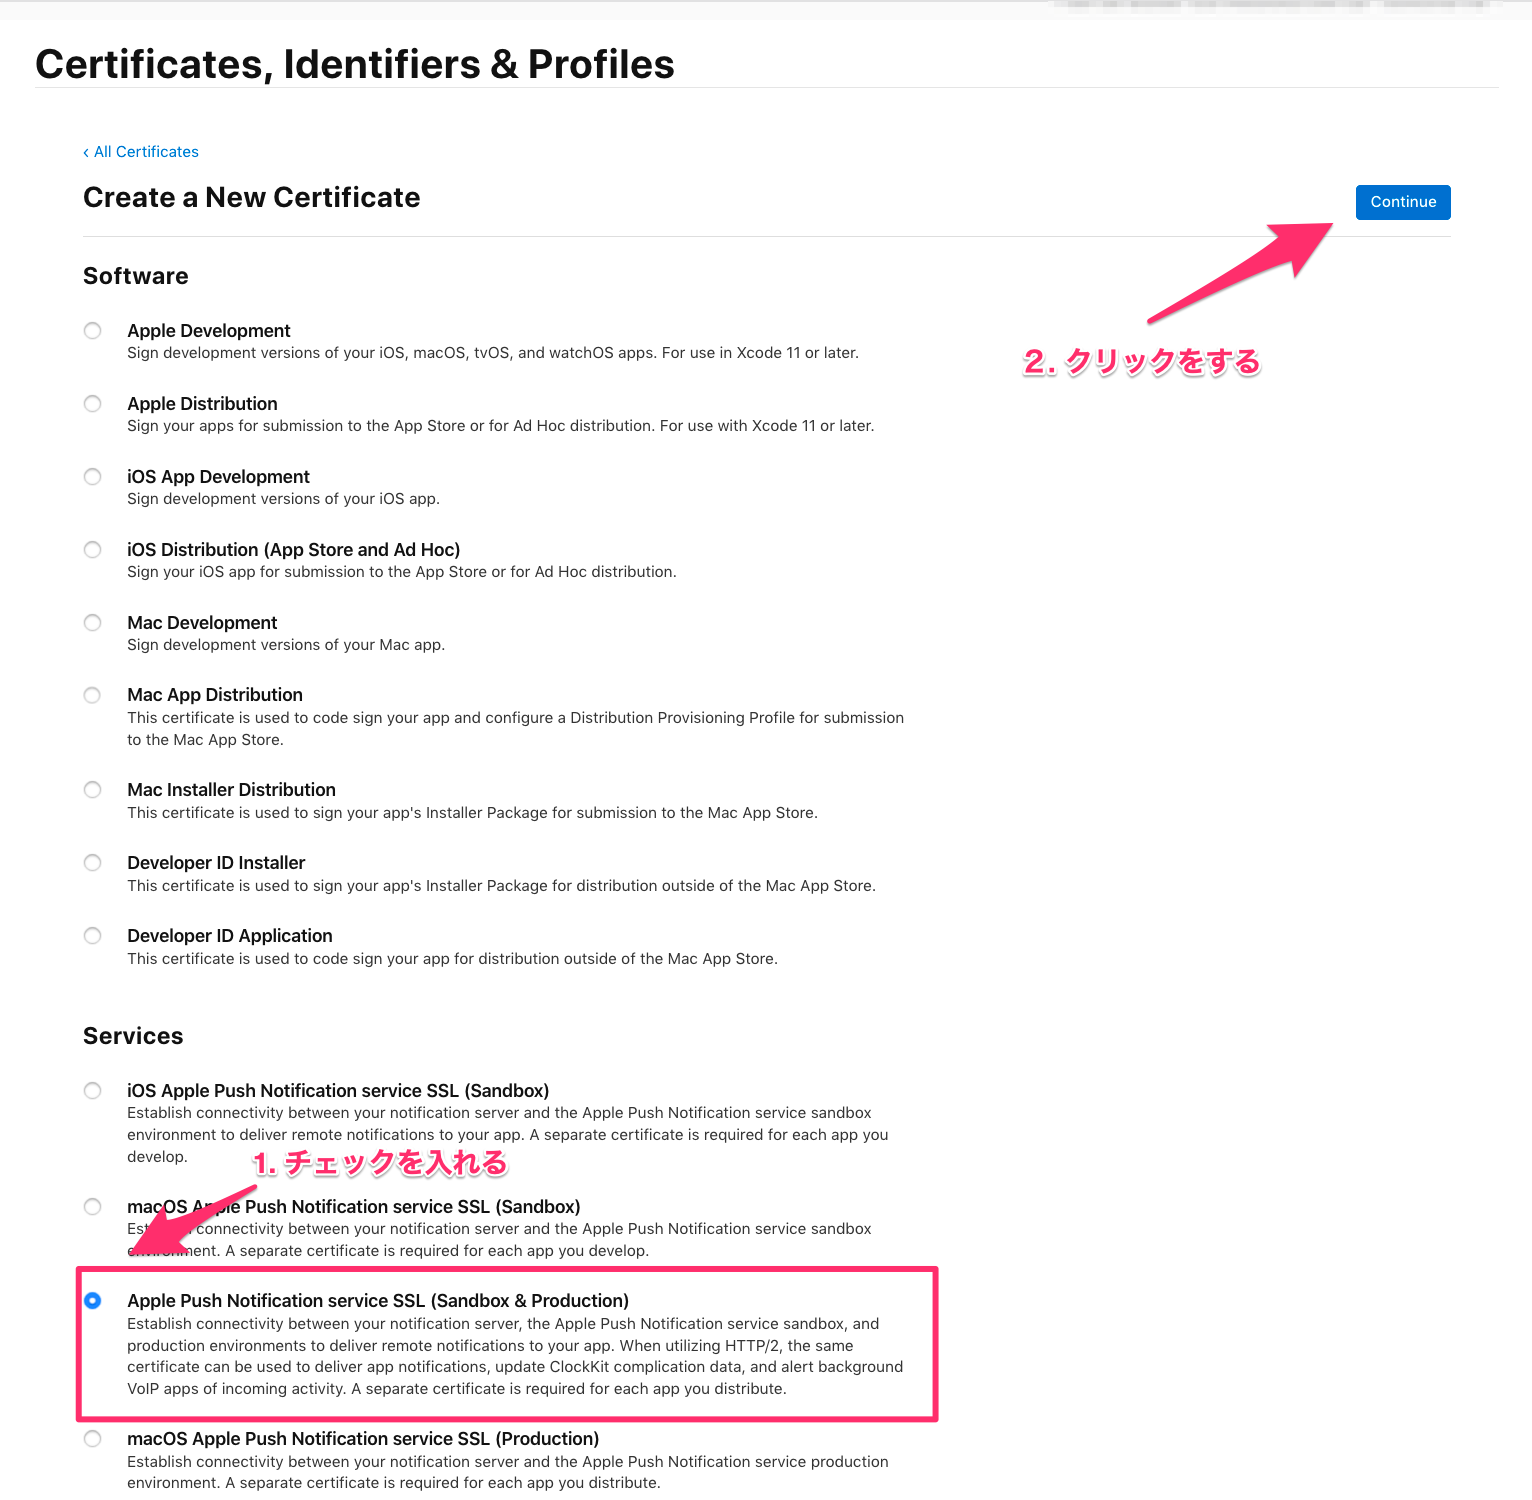 Certificates, Identifiers & Profiles
‹ All Certificates
Create a New Certificate
Continue
Software
Apple Development
Sign development versions of your iOS, macOS, tvOS, and watchOS apps. For use in Xcode 11 or later.
2. クリックをする
Apple Distribution
Sign your apps for submission to the App Store or for Ad Hoc distribution. For use with Xcode 11 or later.
iOS App Development
Sign development versions of your iOS app.
iOS Distribution (App Store and Ad Hoc)
Sign your iOS app for submission to the App Store or for Ad Hoc distribution.
Mac Development
Sign development versions of your Mac app.
Mac App Distribution
This certificate is used to code sign your app and configure a Distribution Provisioning Profile for submission
to the Mac App Store.
Mac Installer Distribution
This certificate is used to sign your app's Installer Package for submission to the Mac App Store.
Developer ID Installer
This certificate is used to sign your app's Installer Package for distribution outside of the Mac App Store.
Developer ID Application
This certificate is used to code sign your app for distribution outside of the Mac App Store.
Services
iOS Apple Push Notification service SSL (Sandbox)
Establish connectivity between your notification server and the Apple Push Notification service sandbox
environment to deliver remote notifications to your app. A separate certificate is required for each app you
develop.
1. チェックを入れる
macOS Apple Push Notification service SSL (Sandbox)
Establish connectivity between your notification server and the Apple Push Notification service sandbox
environment. A separate certificate is required for each app you develop.
Apple Push Notification service SSL (Sandbox & Production)
Establish connectivity between your notification server, the Apple Push Notification service sandbox, and
production environments to deliver remote notifications to your app. When utilizing HTTP/2, the same
certificate can be used to deliver app notifications, update ClockKit complication data, and alert background
VoIP apps of incoming activity. A separate certificate is required for each app you distribute.
macOS Apple Push Notification service SSL (Production)
Establish connectivity between your notification server and the Apple Push Notification service production
environment. A separate certificate is required for each app you distribute.